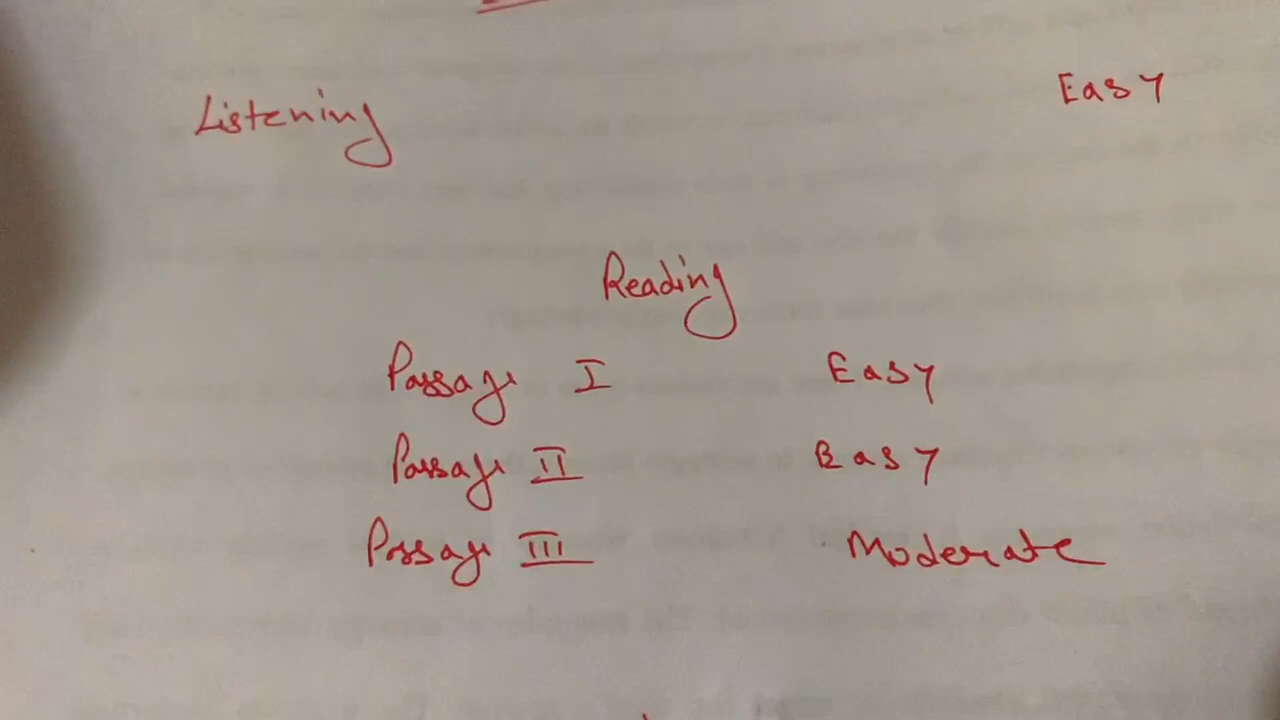 Listening Easy
Reading
Passage I Easy
Passage II Easy
Passage III Moderate